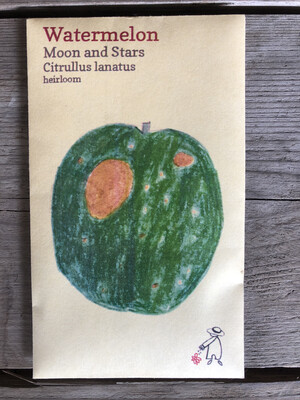 Watermelon
Moon and Stars
Citrullus lanatus
heirloom